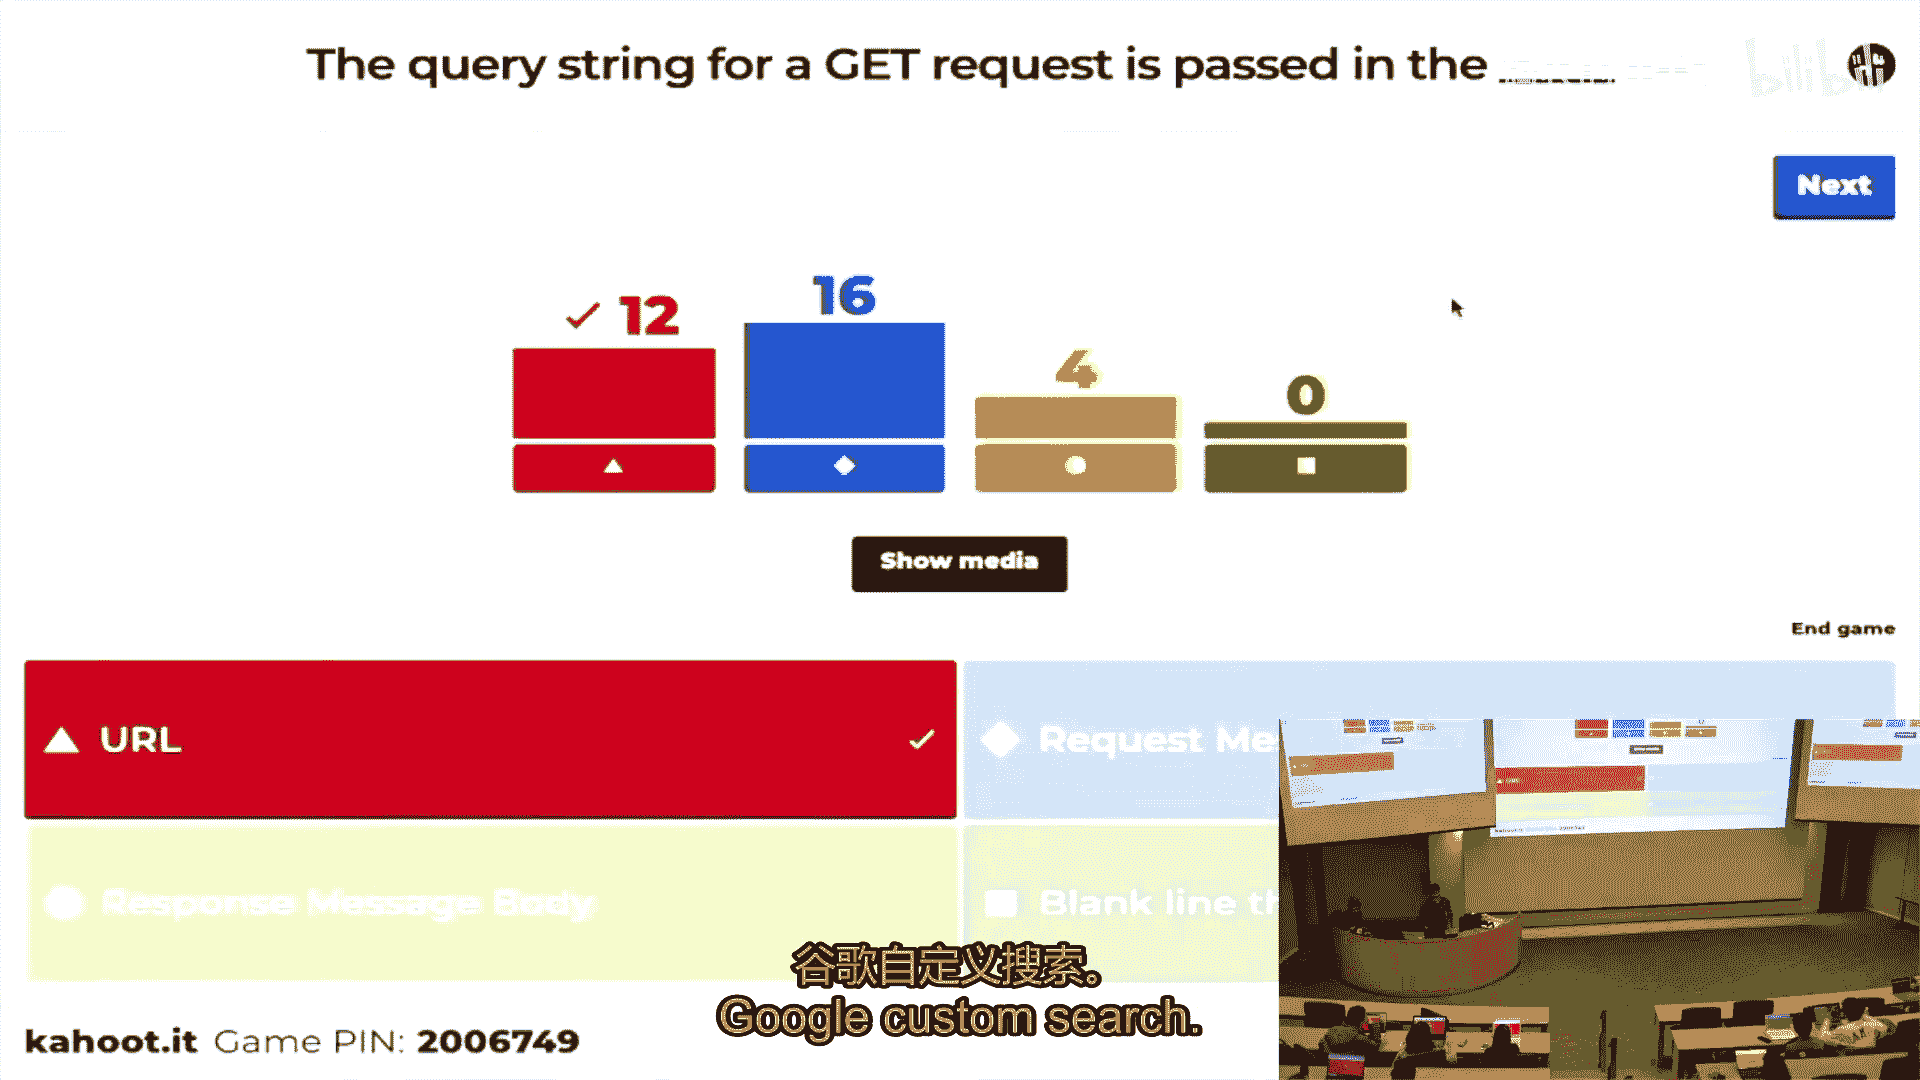 The query string for a GET request is passed in the
bilibili
Next
12
16
4
0
Show media
End game
URL
Request
Response Message Body
Blank line
谷歌自定义搜索。
Google custom search.
kahoot.it Game PIN: 2006749